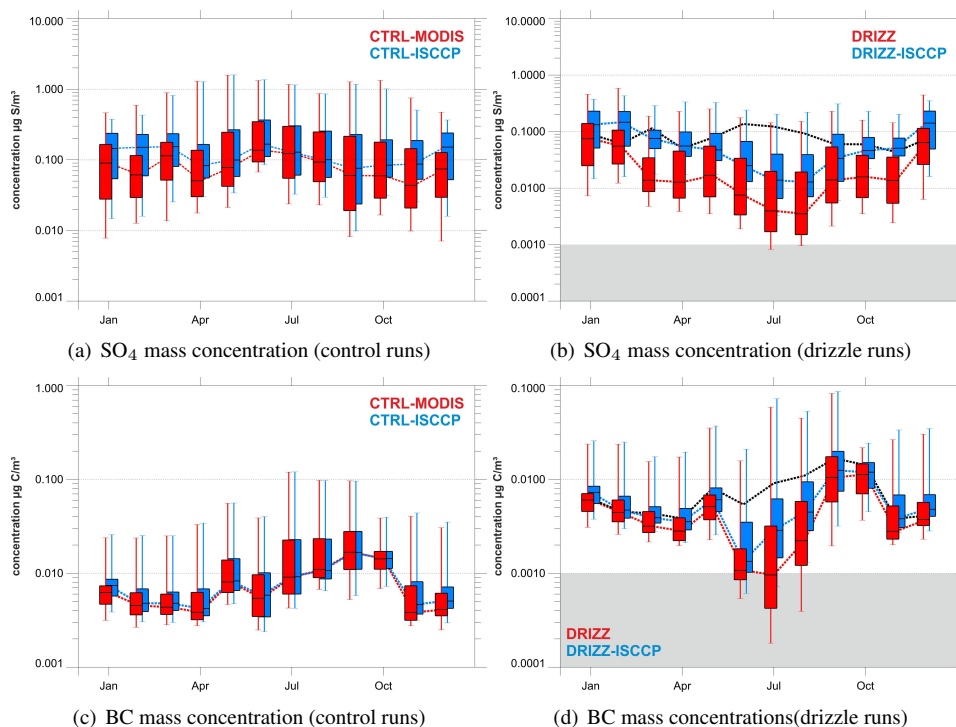 10.000
1.000
0.100
0.010
0.001
concentration µg S/m³
CTRL-MODIS
CTRL-ISCCP
Jan Apr Jul Oct
(a) SO₄ mass concentration (control runs)
10.0000
1.0000
0.1000
0.0100
0.0010
0.0001
concentration µg S/m³
DRIZZ
DRIZZ-ISCCP
Jan Apr Jul Oct
(b) SO₄ mass concentration (drizzle runs)
1.000
0.100
0.010
0.001
concentration µg C/m³
CTRL-MODIS
CTRL-ISCCP
Jan Apr Jul Oct
(c) BC mass concentration (control runs)
0.1000
0.0100
0.0010
0.0001
concentration µg C/m³
DRIZZ
DRIZZ-ISCCP
Jan Apr Jul Oct
(d) BC mass concentrations(drizzle runs)